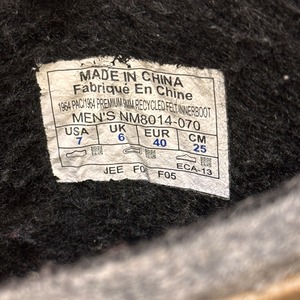 MADE IN CHINA
Fabriqué En Chine
1964 PAC/1964 PREMIUM 9MM RECYCLED FELT INNERBOOT
MEN'S NM8014-070
USA UK EUR CM
7 6 40 25
JEE F0 F05 ECA-13